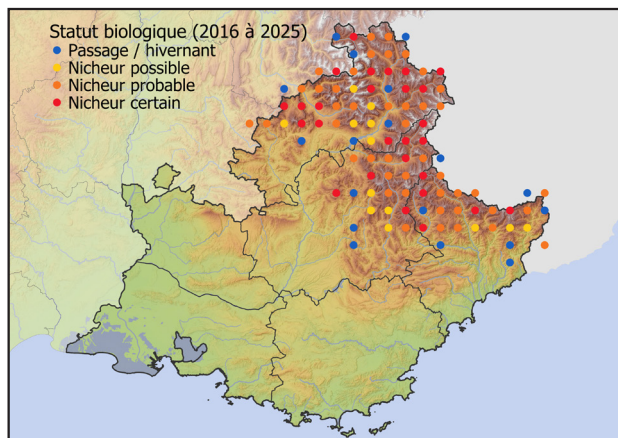 Statut biologique (2016 à 2025)
Passage / hivernant
Nicheur possible
Nicheur probable
Nicheur certain